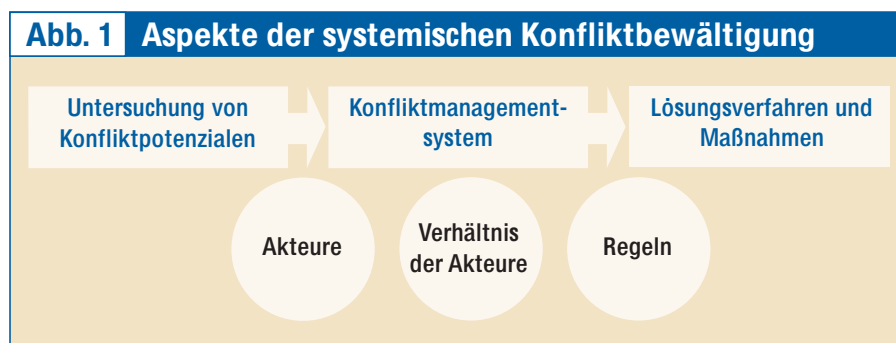 Abb. 1 Aspekte der systemischen Konfliktbewältigung
Untersuchung von
Konfliktpotenzialen
Konfliktmanagement-
system
Lösungsverfahren und
Maßnahmen
Akteure
Verhältnis
der Akteure
Regeln